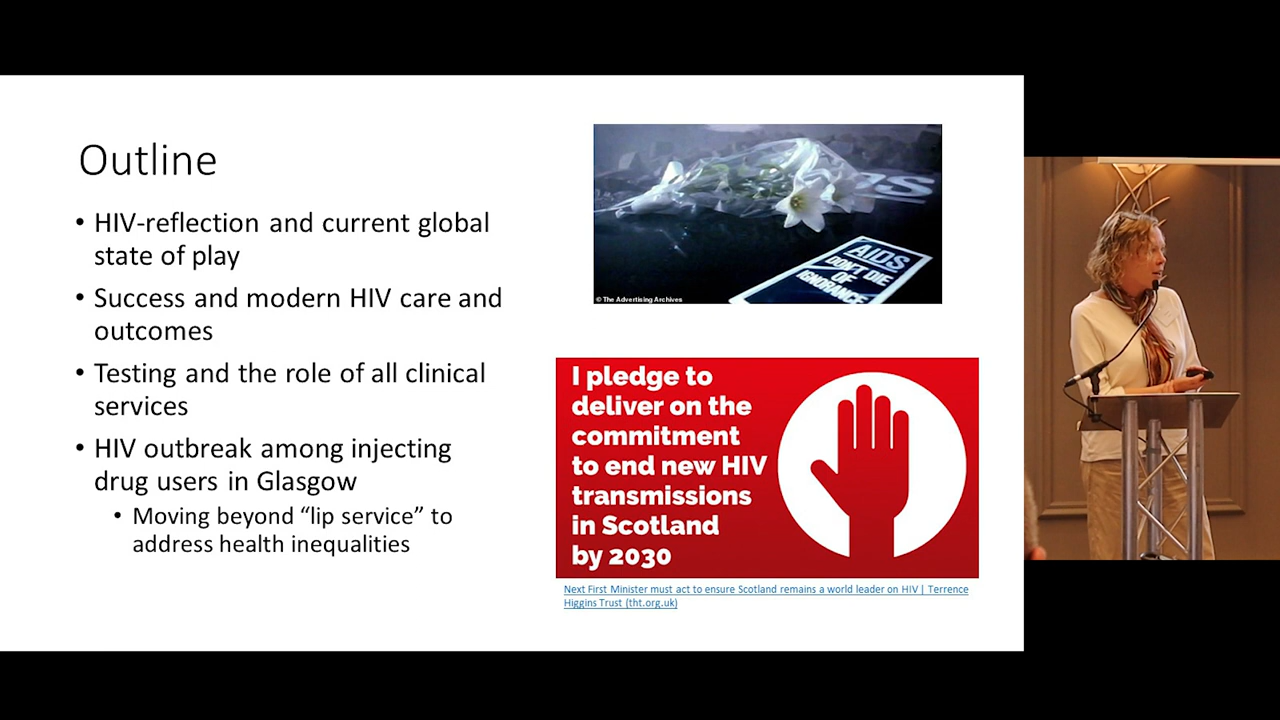 Outline
• HIV-reflection and current global
state of play
• Success and modern HIV care and
outcomes
• Testing and the role of all clinical
services
• HIV outbreak among injecting
drug users in Glasgow
• Moving beyond “lip service” to
address health inequalities
AIDS
AIDS
DON'T DIE
OF
IGNORANCE
© The Advertising Archives
I pledge to
deliver on the
commitment
to end new HIV
transmissions
in Scotland
by 2030
Next First Minister must act to ensure Scotland remains a world leader on HIV | Terrence
Higgins Trust (tht.org.uk)